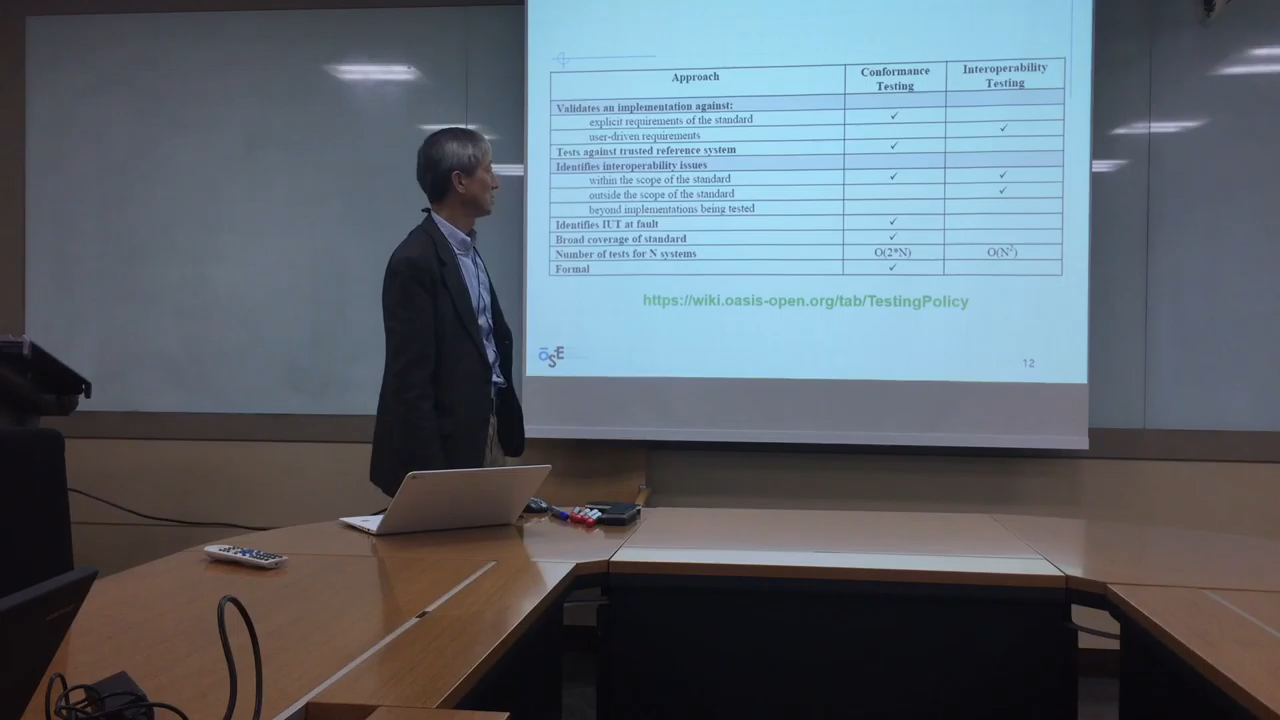 Approach Conformance Testing Interoperability Testing
Validates an implementation against:
explicit requirements of the standard ✓
user-driven requirements ✓
Tests against trusted reference system ✓
Identifies interoperability issues
within the scope of the standard ✓ ✓
outside the scope of the standard ✓
beyond implementations being tested
Identifies IUT at fault ✓
Broad coverage of standard ✓
Number of tests for N systems O(2*N) O(N²)
Formal ✓
https://wiki.oasis-open.org/tab/TestingPolicy
OSE
12